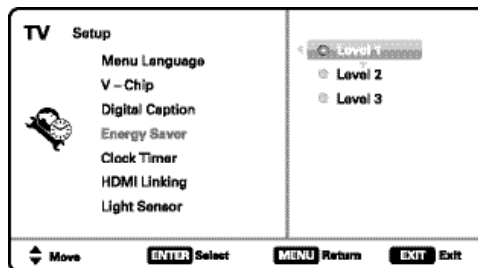 TV Setup
Menu Language
V - Chip
Digital Caption
Energy Saver
Clock Timer
HDMI Linking
Light Sensor
Level 1
Level 2
Level 3
Move ENTER Select MENU Return EXIT Exit